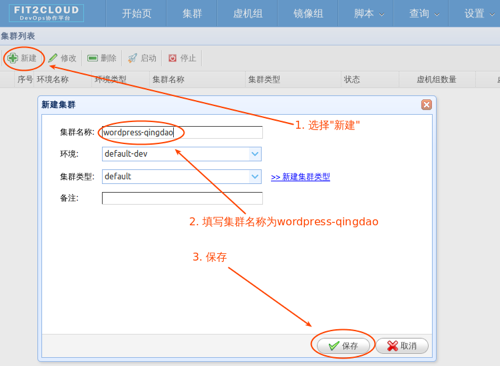 FIT2CLOUD
DevOps协作平台
开始页 集群 虚机组 镜像组 脚本 查询 设置
集群列表
新建 修改 删除 启动 停止
序号 环境名称 环境类型 集群名称 集群类型 状态 虚机组数量
新建集群
1. 选择"新建"
集群名称: wordpress-qingdao
环境: default-dev
集群类型: default >> 新建集群类型
备注:
2. 填写集群名称为wordpress-qingdao
3. 保存
保存 取消